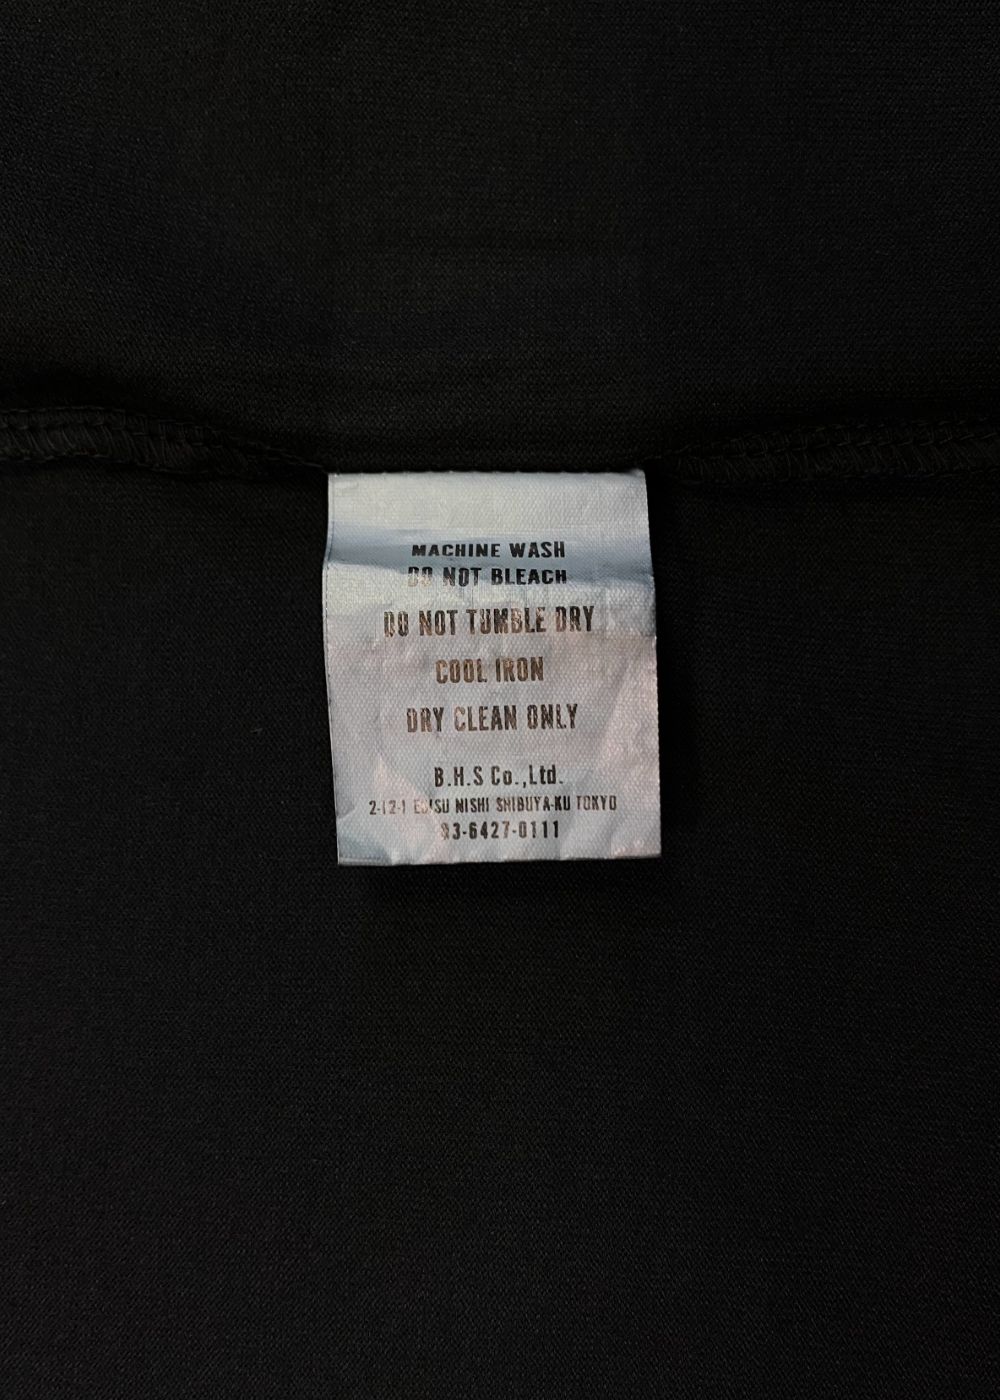 MACHINE WASH
DO NOT BLEACH
DO NOT TUMBLE DRY
COOL IRON
DRY CLEAN ONLY
B.H.S Co.,Ltd.
2-12-1 EBISU NISHI SHIBUYA-KU TOKYO
03-6427-0111